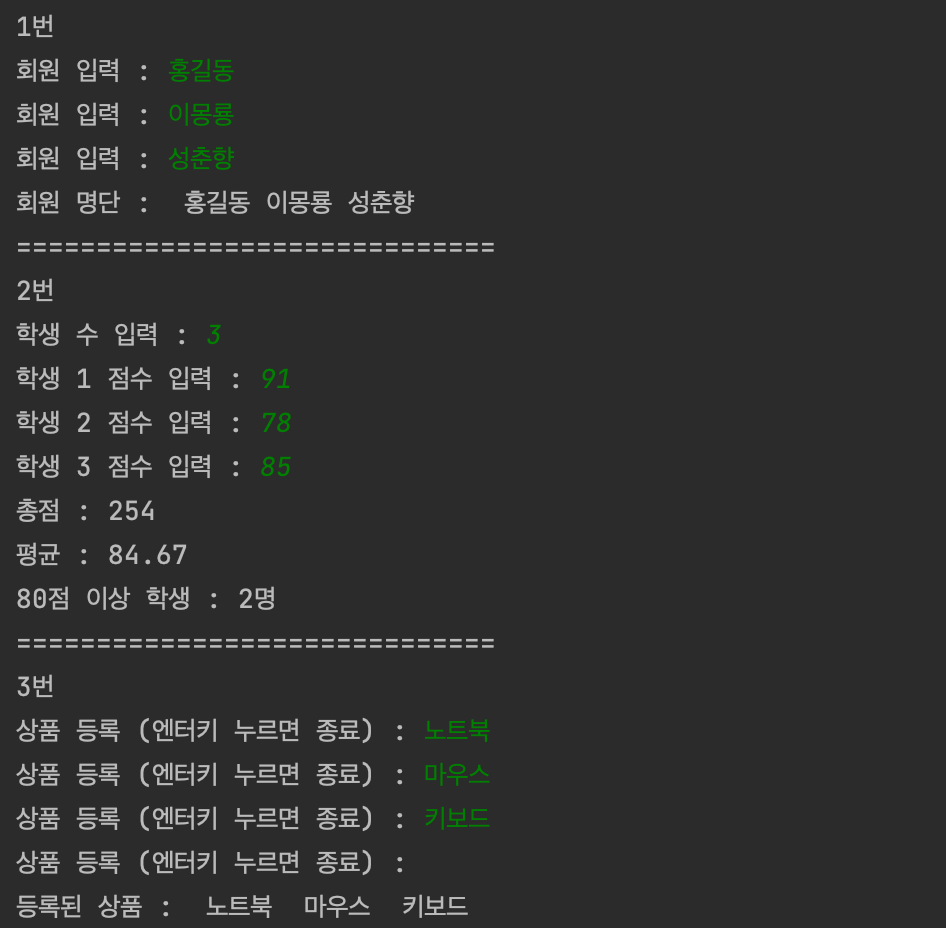 1번
회원 입력 : 홍길동
회원 입력 : 이몽룡
회원 입력 : 성춘향
회원 명단 :  홍길동 이몽룡 성춘향
==============================
2번
학생 수 입력 : 3
학생 1 점수 입력 : 91
학생 2 점수 입력 : 78
학생 3 점수 입력 : 85
총점 : 254
평균 : 84.67
80점 이상 학생 : 2명
==============================
3번
상품 등록 (엔터키 누르면 종료) : 노트북
상품 등록 (엔터키 누르면 종료) : 마우스
상품 등록 (엔터키 누르면 종료) : 키보드
상품 등록 (엔터키 누르면 종료) :
등록된 상품 :  노트북  마우스  키보드